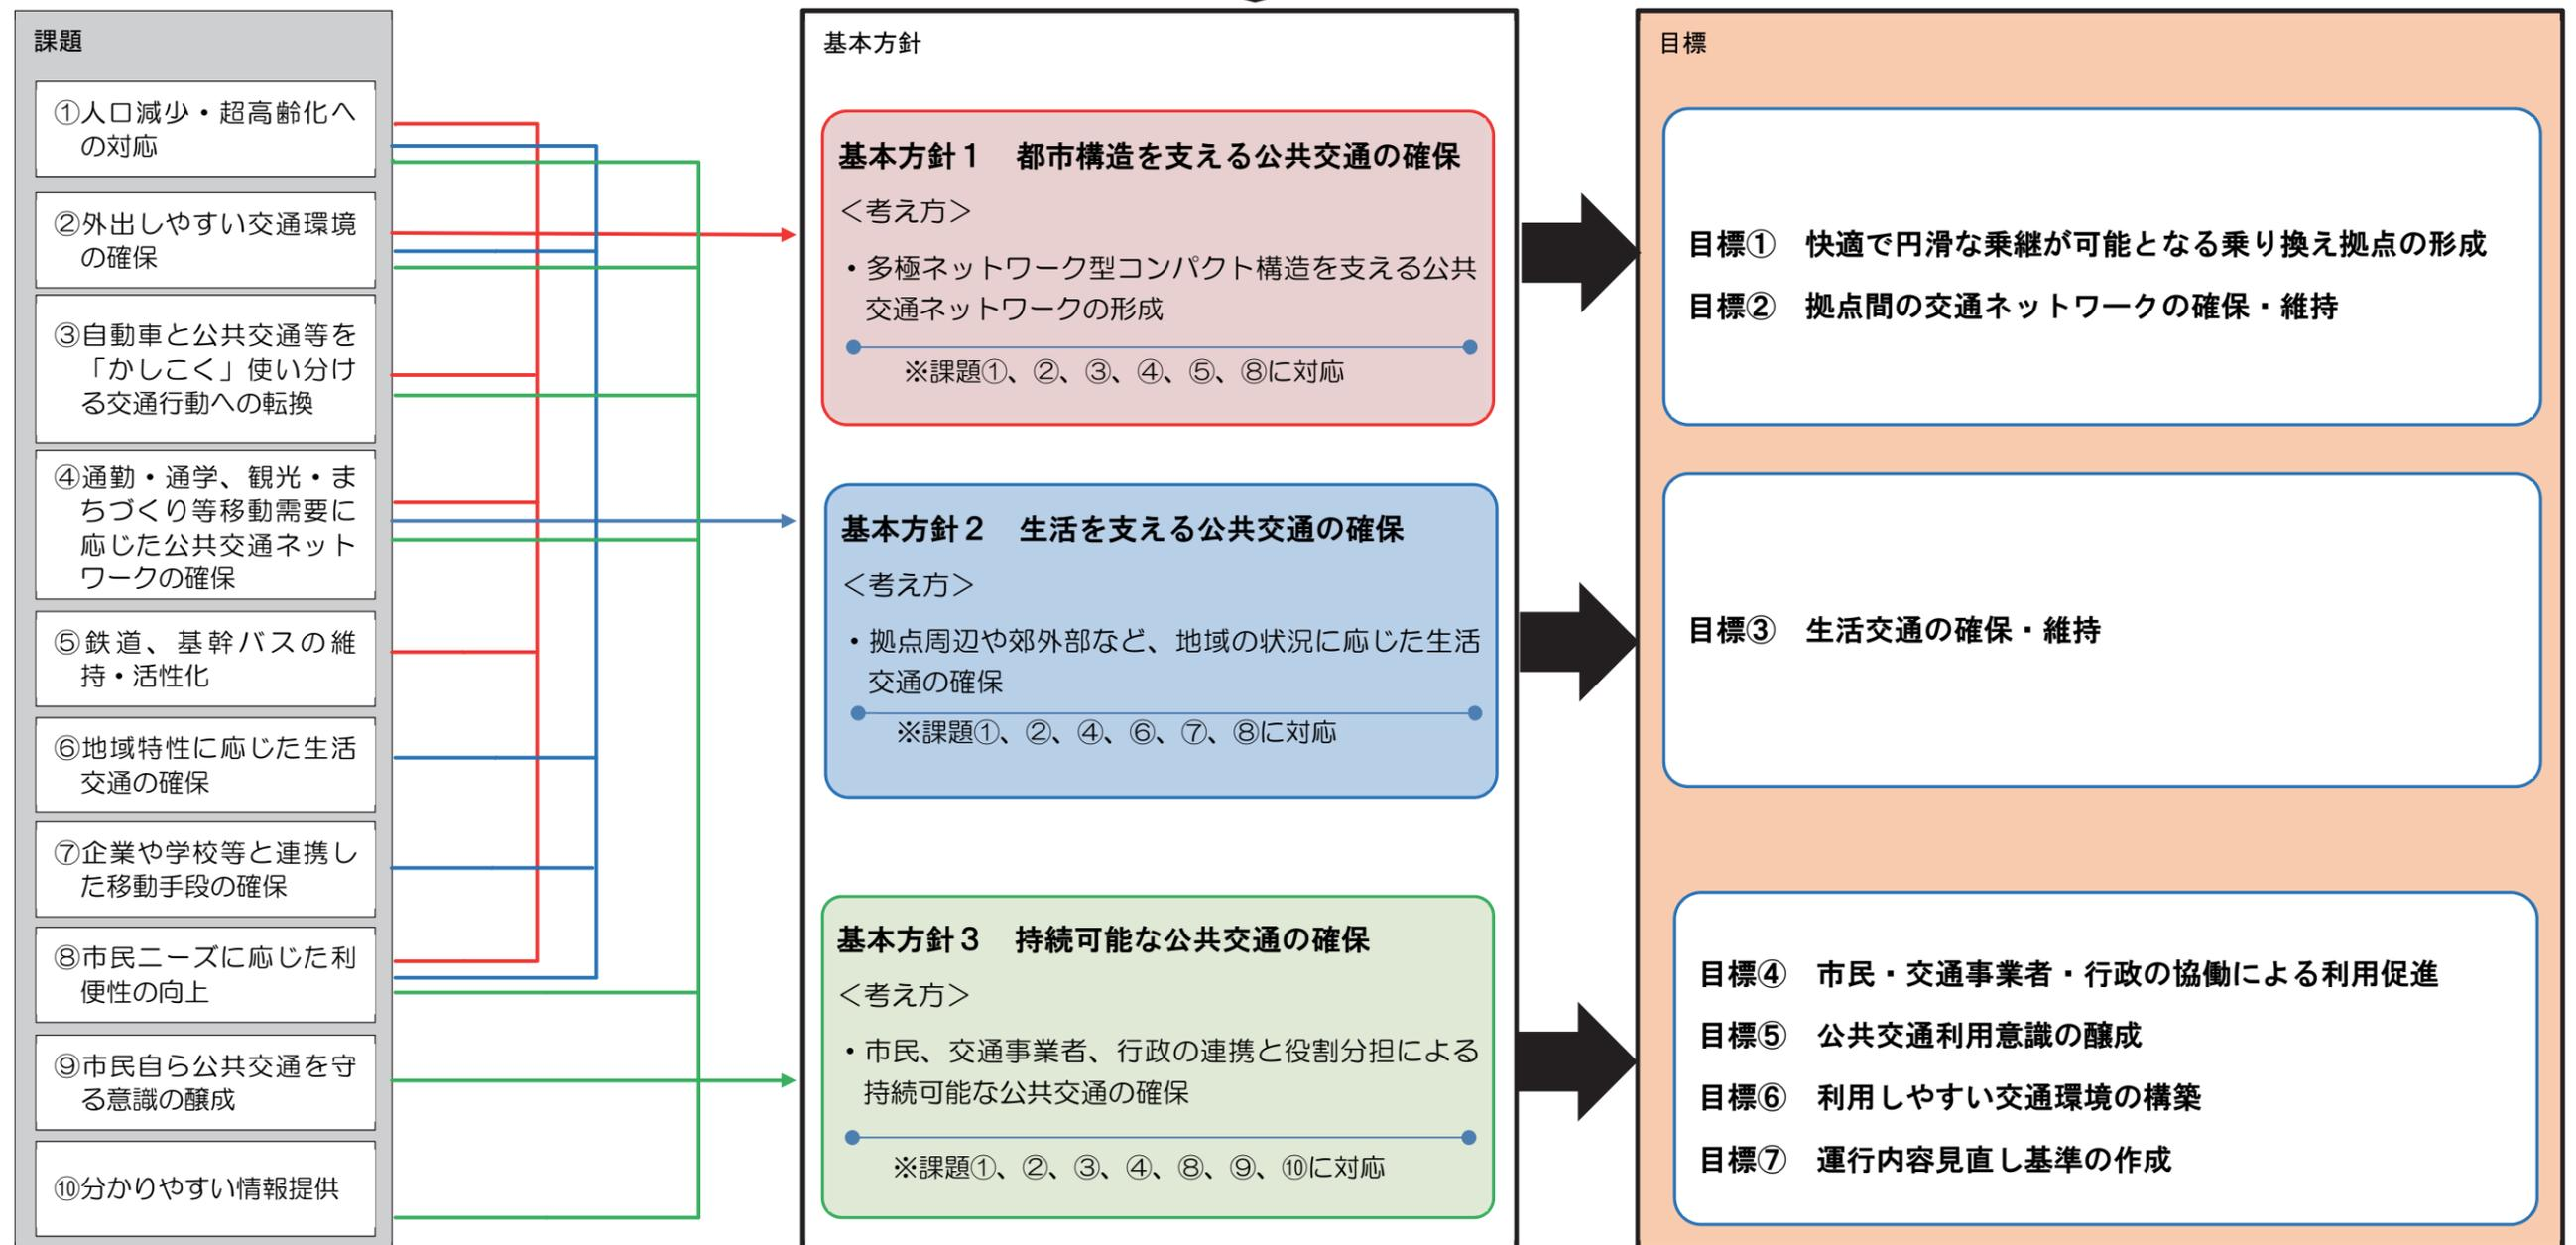 課題
①人口減少・超高齢化へ
の対応
②外出しやすい交通環境
の確保
③自動車と公共交通等を
「かしこく」使い分け
る交通行動への転換
④通勤・通学、観光・ま
ちづくり等移動需要に
応じた公共交通ネット
ワークの確保
⑤鉄道、基幹バスの維
持・活性化
⑥地域特性に応じた生活
交通の確保
⑦企業や学校等と連携し
た移動手段の確保
⑧市民ニーズに応じた利
便性の向上
⑨市民自ら公共交通を守
る意識の醸成
⑩分かりやすい情報提供
基本方針
基本方針１　都市構造を支える公共交通の確保
＜考え方＞
・多極ネットワーク型コンパクト構造を支える公共
交通ネットワークの形成
※課題①、②、③、④、⑤、⑧に対応
基本方針２　生活を支える公共交通の確保
＜考え方＞
・拠点周辺や郊外部など、地域の状況に応じた生活
交通の確保
※課題①、②、④、⑥、⑦、⑧に対応
基本方針３　持続可能な公共交通の確保
＜考え方＞
・市民、交通事業者、行政の連携と役割分担による
持続可能な公共交通の確保
※課題①、②、③、④、⑧、⑨、⑩に対応
目標
目標①　快適で円滑な乗継が可能となる乗り換え拠点の形成
目標②　拠点間の交通ネットワークの確保・維持
目標③　生活交通の確保・維持
目標④　市民・交通事業者・行政の協働による利用促進
目標⑤　公共交通利用意識の醸成
目標⑥　利用しやすい交通環境の構築
目標⑦　運行内容見直し基準の作成